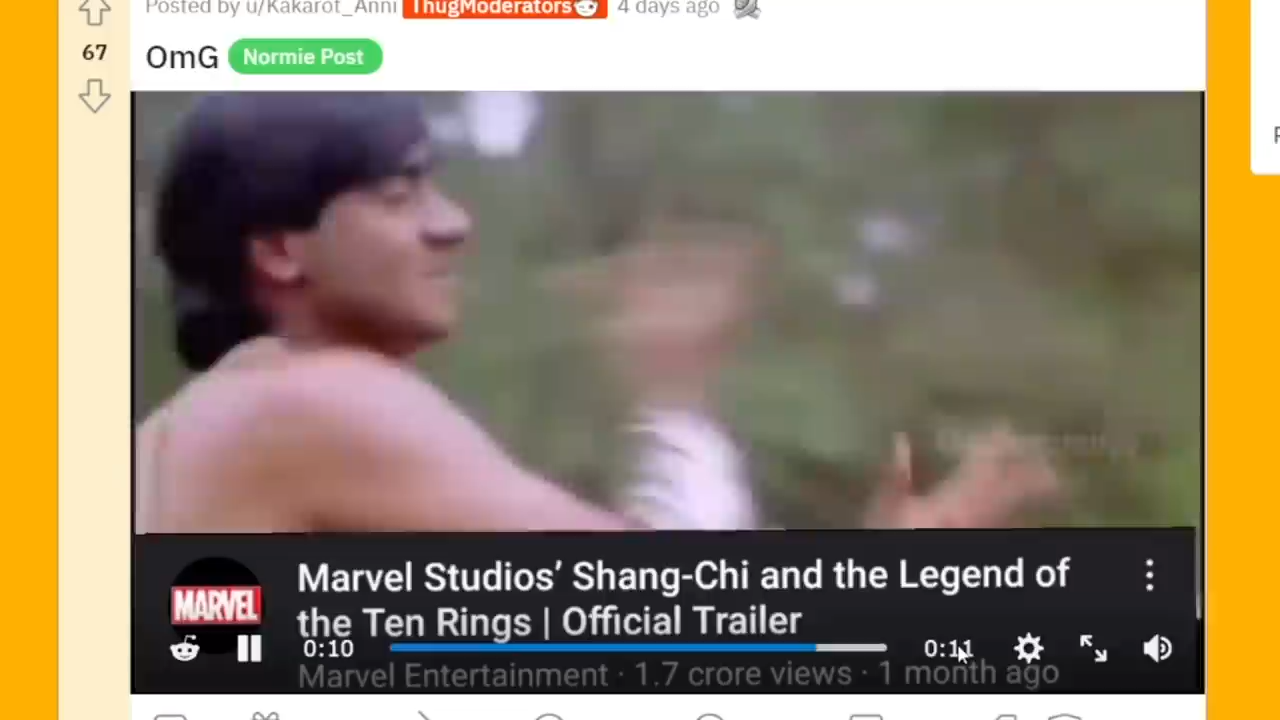 Posted by u/Kakarot_Anni ThugModerators 4 days ago
67
OmG Normie Post
MARVEL
Marvel Studios’ Shang-Chi and the Legend of
the Ten Rings | Official Trailer
0:10 0:11
Marvel Entertainment · 1.7 crore views · 1 month ago